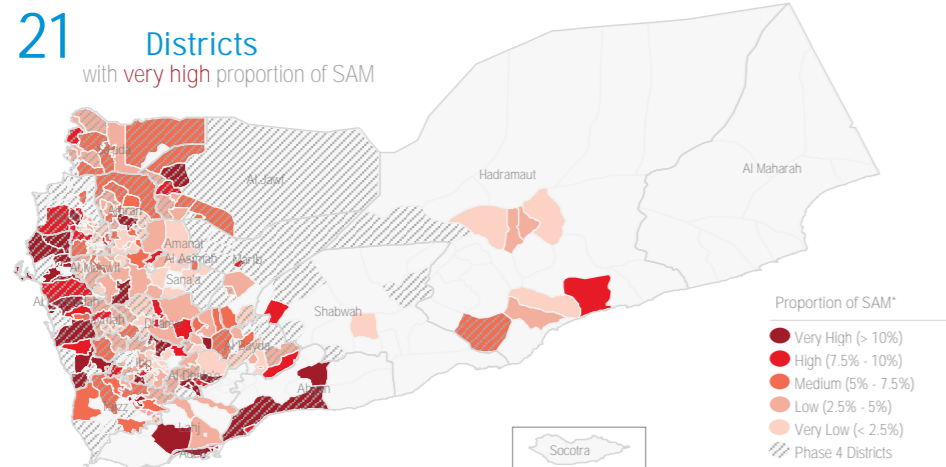 21 Districts
with very high proportion of SAM
Al Maharah
Hadramaut
Al Jawf
Amran
Amanat
Al Asimah
Marib
Al Mahwit
Sana'a
Shabwah
Al Bayda
Ibb
Taizz
Lahj
Socotra
Proportion of SAM*
Very High (> 10%)
High (7.5% - 10%)
Medium (5% - 7.5%)
Low (2.5% - 5%)
Very Low (< 2.5%)
Phase 4 Districts